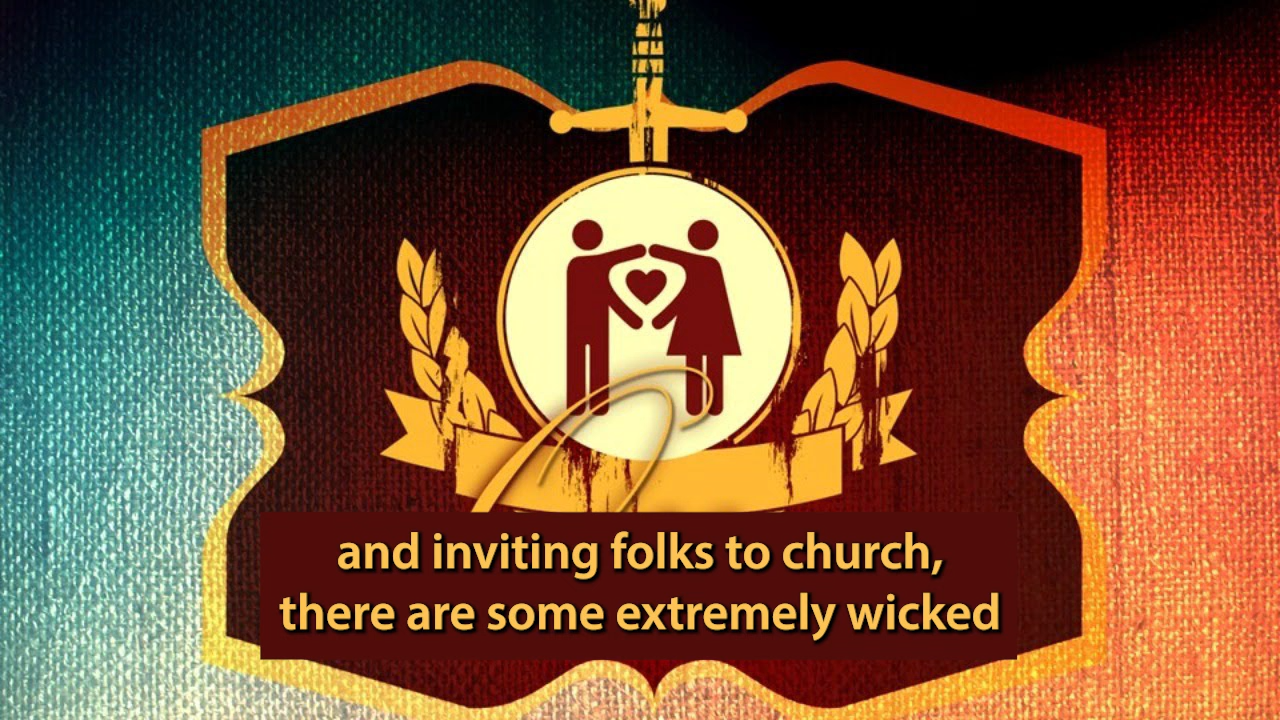 and inviting folks to church,
there are some extremely wicked